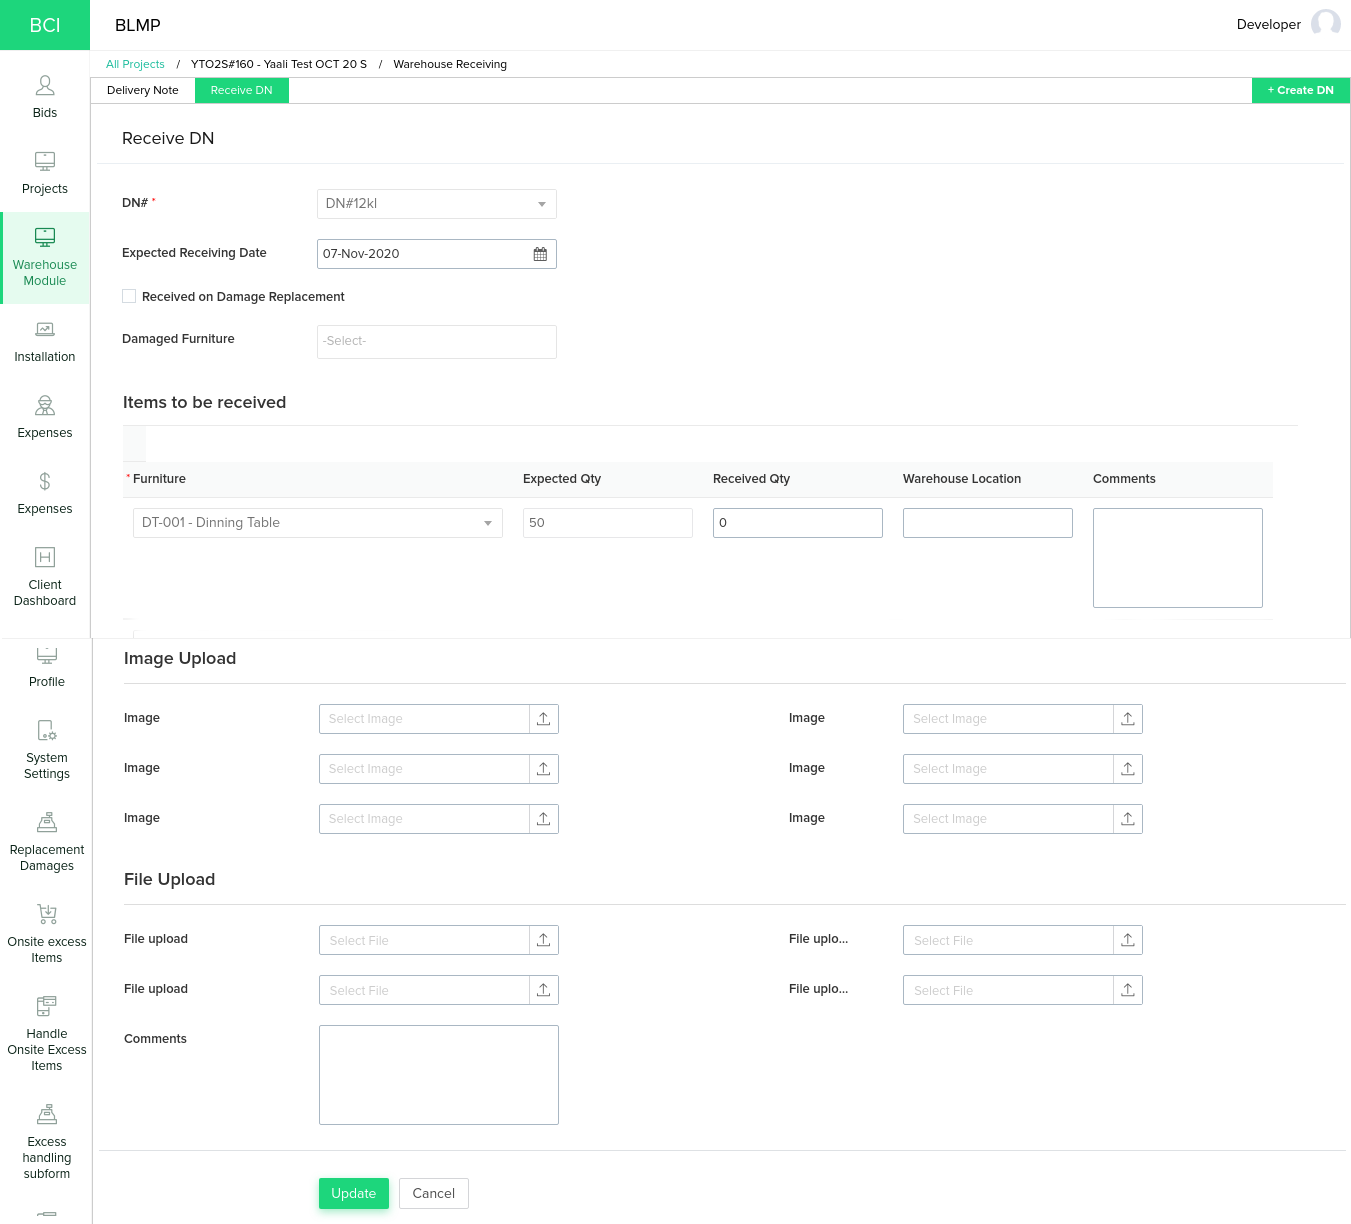 BCI
BLMP
Developer
All Projects / YTO2S#160 - Yaali Test OCT 20 S / Warehouse Receiving
Delivery Note
Receive DN
+ Create DN
Bids
Projects
Warehouse
Module
Installation
Expenses
Expenses
Client
Dashboard
Profile
System
Settings
Replacement
Damages
Onsite excess
Items
Handle
Onsite Excess
Items
Excess
handling
subform
Receive DN
DN# *
DN#12kl
Expected Receiving Date
07-Nov-2020
Received on Damage Replacement
Damaged Furniture
-Select-
Items to be received
* Furniture
Expected Qty
Received Qty
Warehouse Location
Comments
DT-001 - Dinning Table
50
0
Image Upload
Image
Select Image
Image
Select Image
Image
Select Image
Image
Select Image
Image
Select Image
Image
Select Image
File Upload
File upload
Select File
File uplo...
Select File
File upload
Select File
File uplo...
Select File
Comments
Update
Cancel